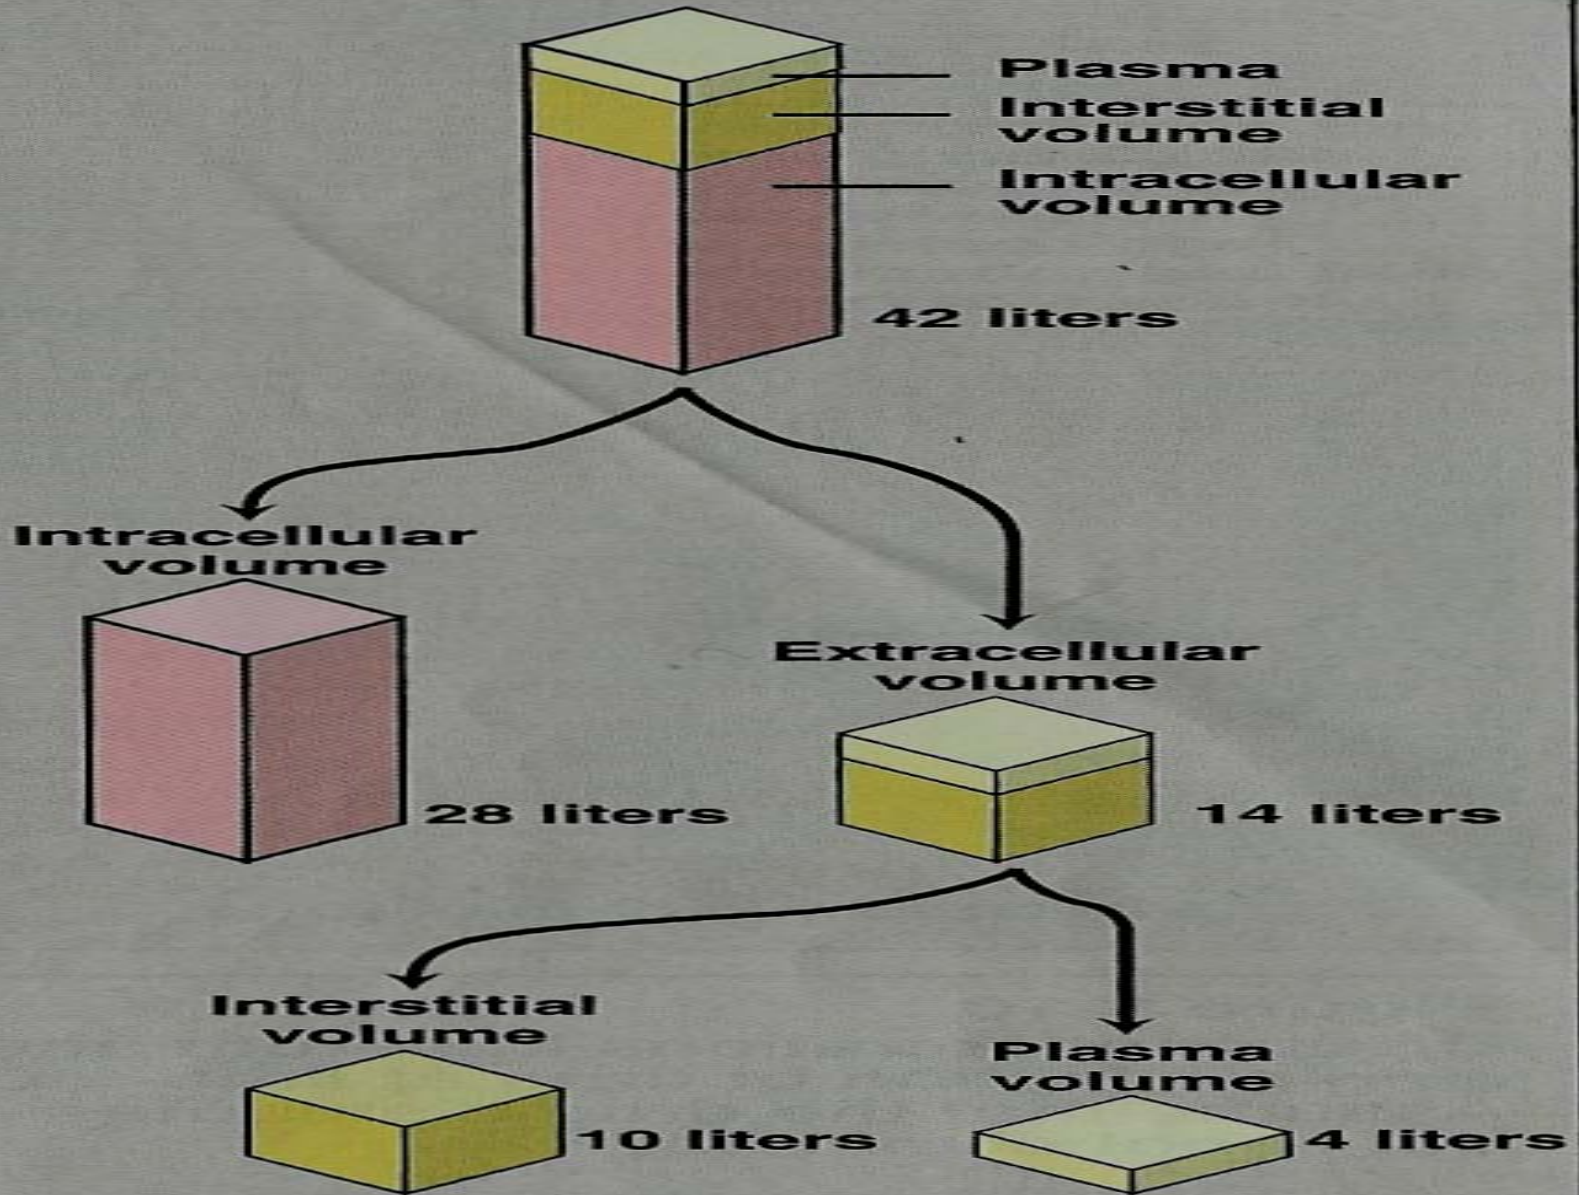 Plasma
Interstitial
volume
Intracellular
volume
42 liters
Intracellular
volume
28 liters
Extracellular
volume
14 liters
Interstitial
volume
10 liters
Plasma
volume
4 liters